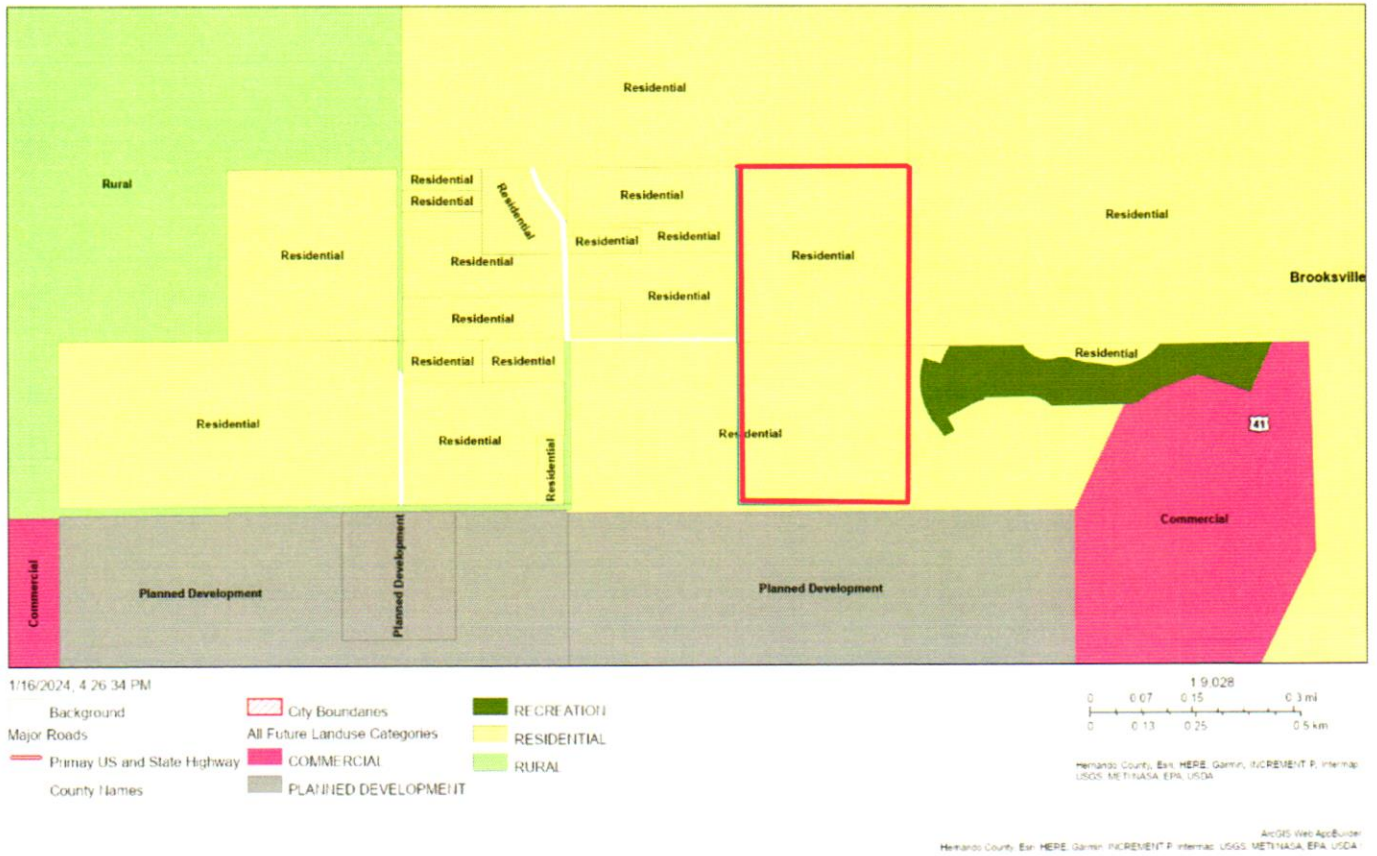 Residential
Rural
Residential
Residential
Residential
Residential
Residential
Residential
Residential
Residential
Residential
Residential
Residential
Brooksville
Residential
Residential
Residential
Residential
Residential
Residential
Residential
Residential
Residential
41
Commercial
Commercial
Planned Development
Planned Development
Planned Development
1/16/2024, 4 26 34 PM
Background
Major Roads
Primay US and State Highway
County Names
City Boundaries
All Future Landuse Categories
COMMERCIAL
PLANNED DEVELOPMENT
RECREATION
RESIDENTIAL
RURAL
1 9.028
0 0 07 0 15 0 3 mi
0 0.13 0.25 0 5 km
Hernando County, Esri, HERE, Garmin, INCREMENT P, Intermap
USGS, METI/NASA, EPA, USDA
ArcGIS Web AppBuilder
Hernando County, Esri, HERE, Garmin, INCREMENT P, Intermap, USGS, METI/NASA, EPA, USDA